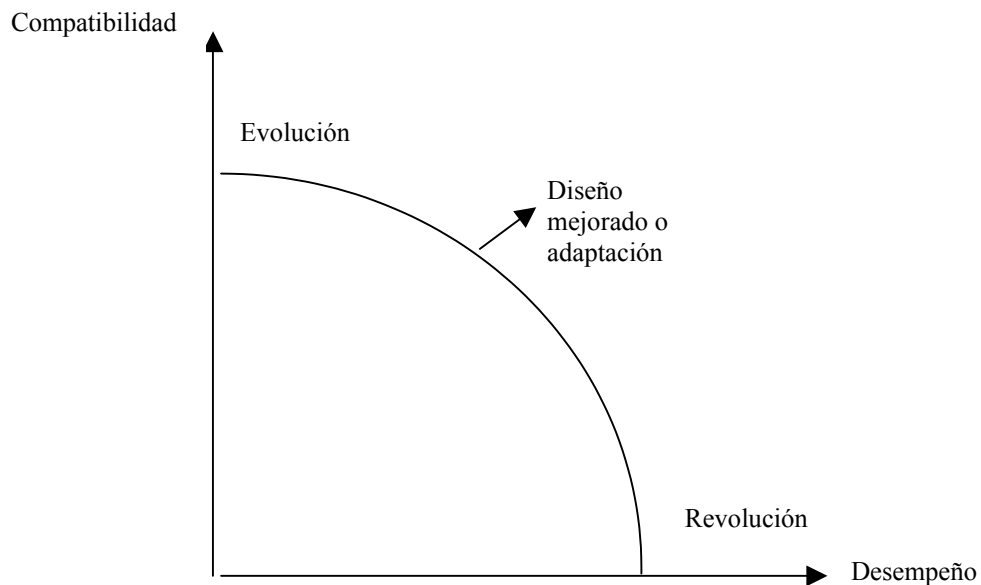 Compatibilidad
Evolución
Diseño
mejorado o
adaptación
Revolución
Desempeño